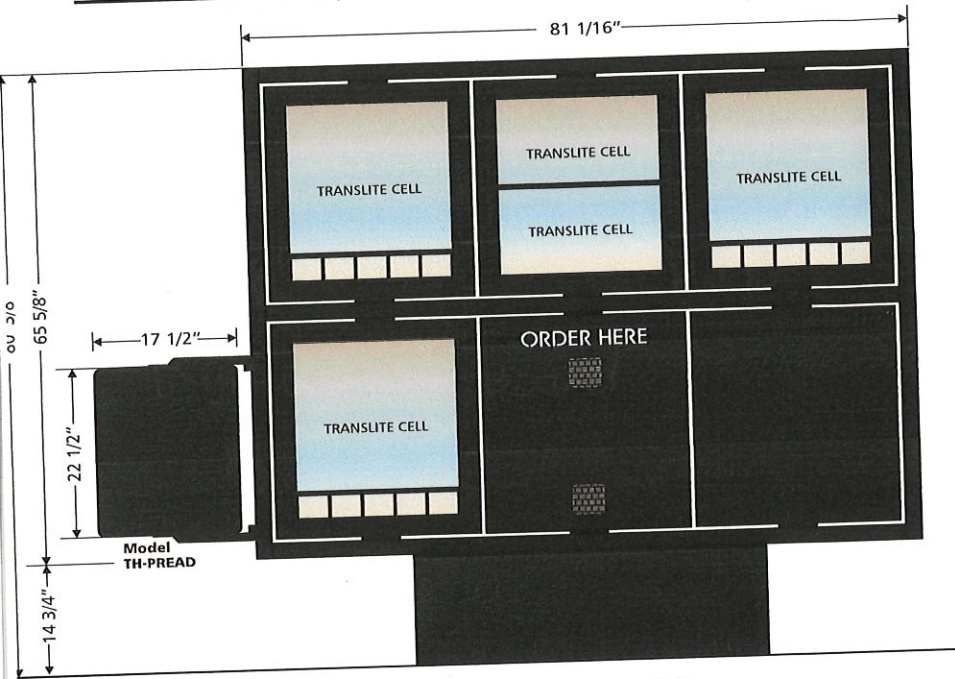 81 1/16"
TRANSLITE CELL
TRANSLITE CELL
TRANSLITE CELL
TRANSLITE CELL
65 5/8"
17 1/2"
ORDER HERE
TRANSLITE CELL
22 1/2"
Model
TH-PREAD
14 3/4"